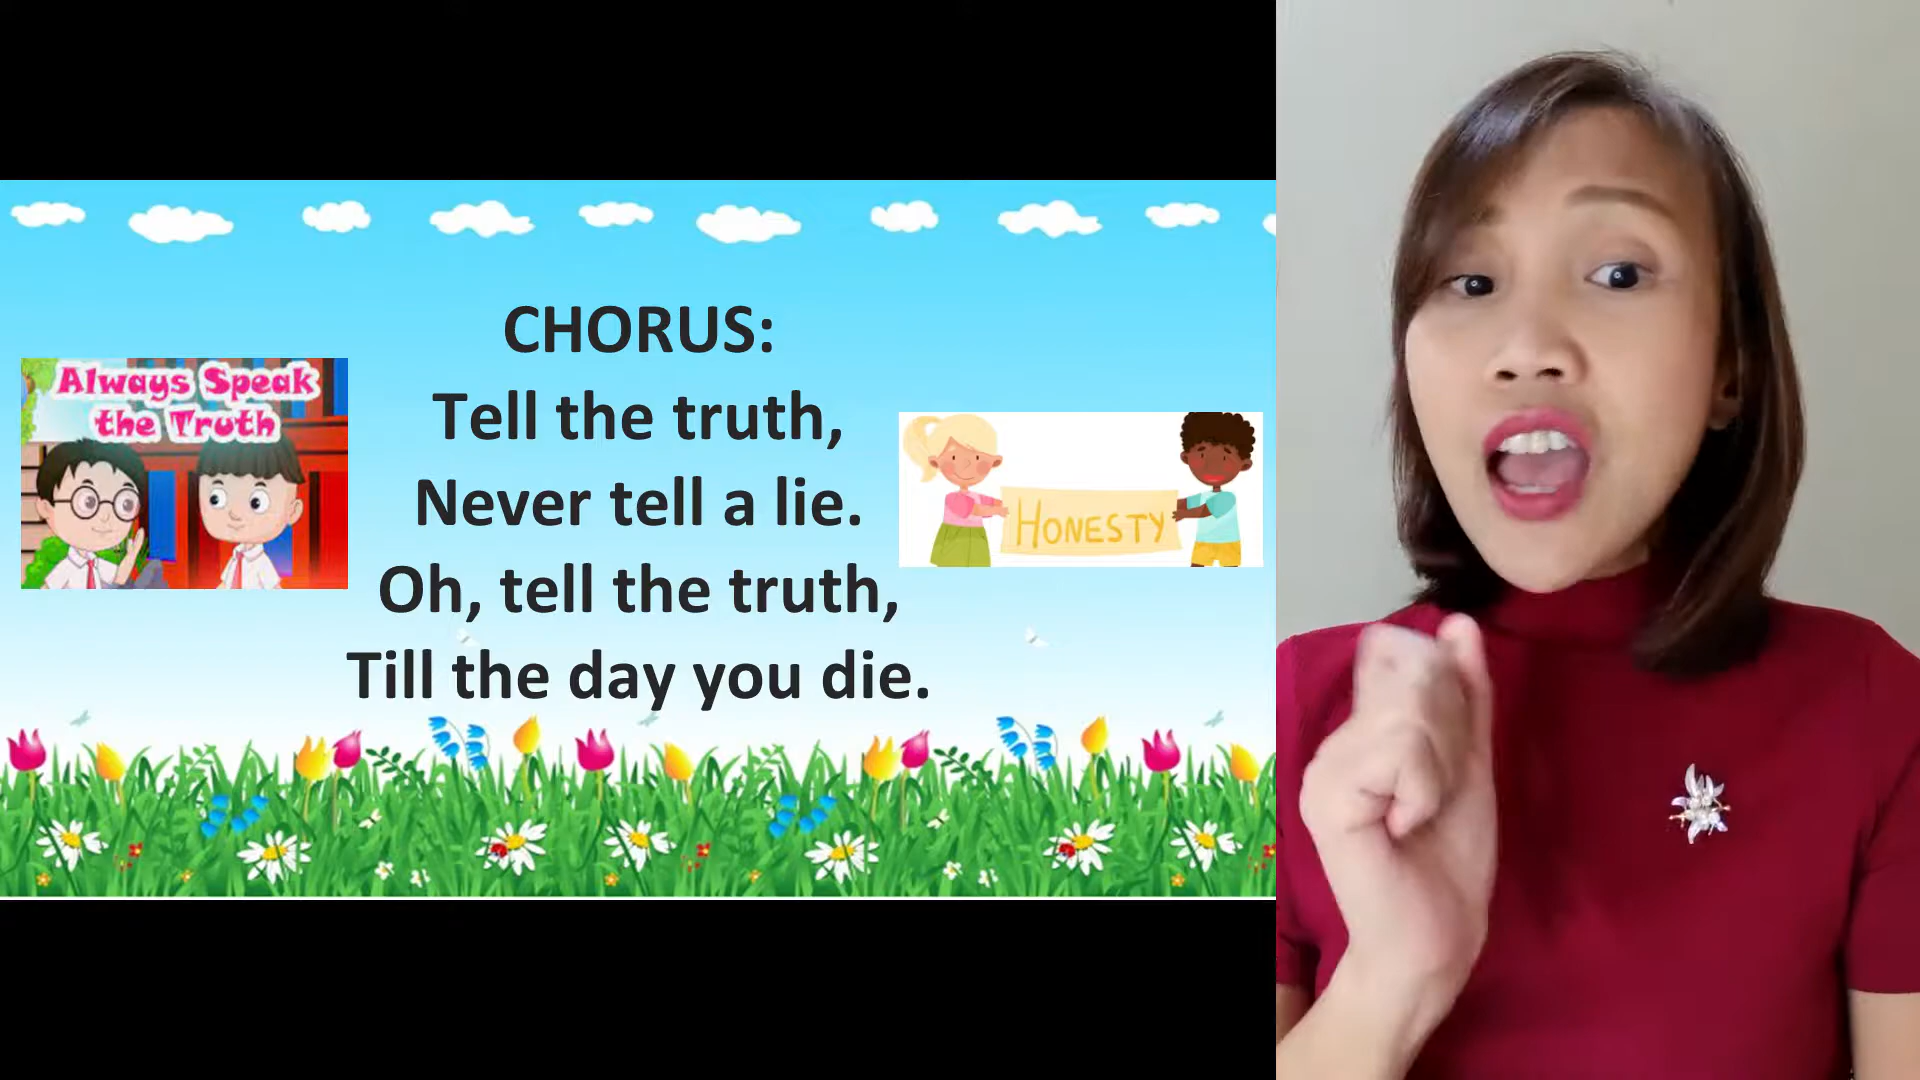 CHORUS:
Tell the truth,
Never tell a lie.
Oh, tell the truth,
Till the day you die.
Always Speak
the Truth
HONESTY